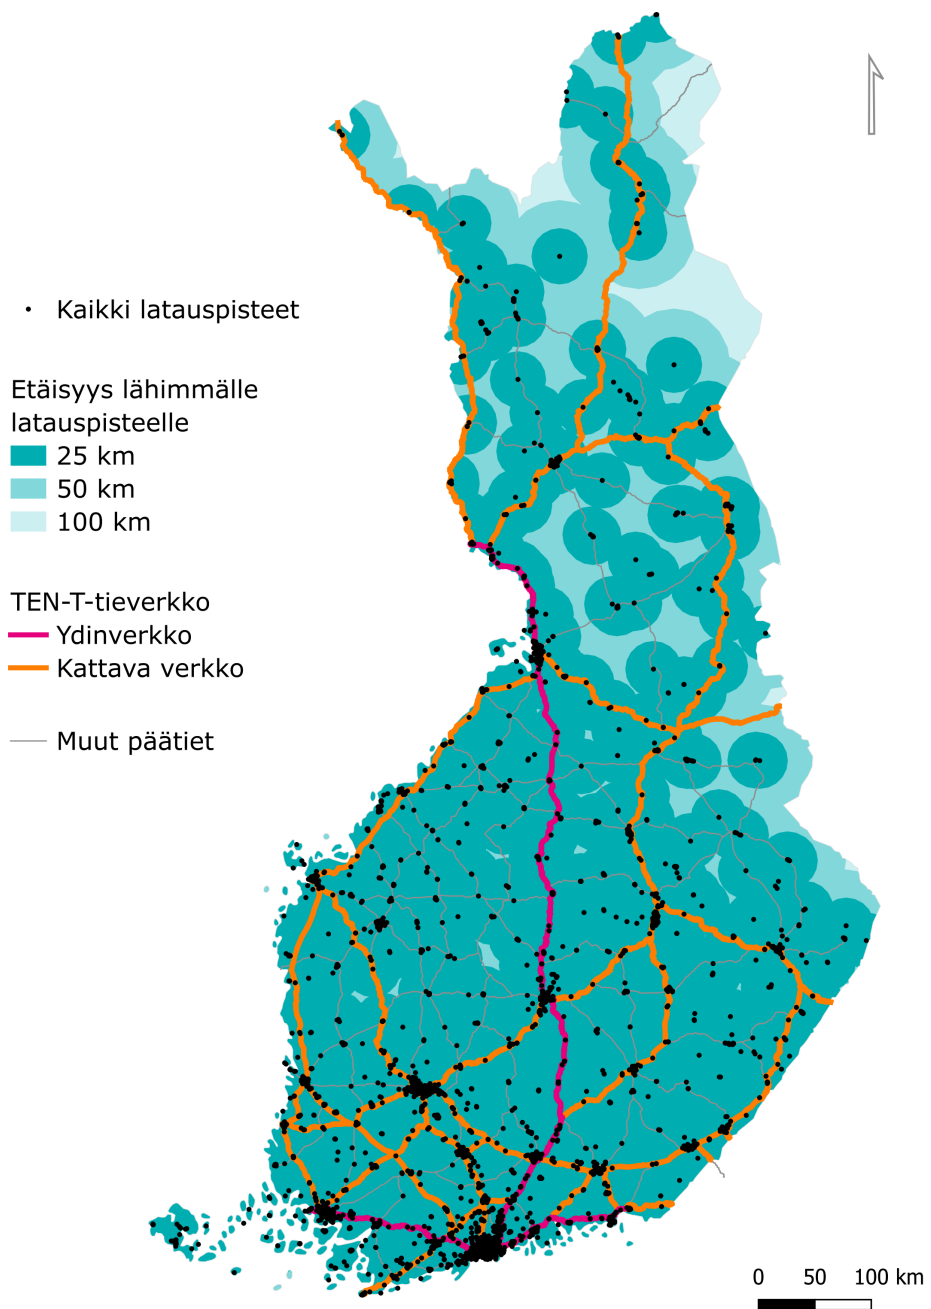 Kaikki latauspisteet
Etäisyys lähimmälle
latauspisteelle
25 km
50 km
100 km
TEN-T-tieverkko
Ydinverkko
Kattava verkko
Muut päätiet
0 50 100 km